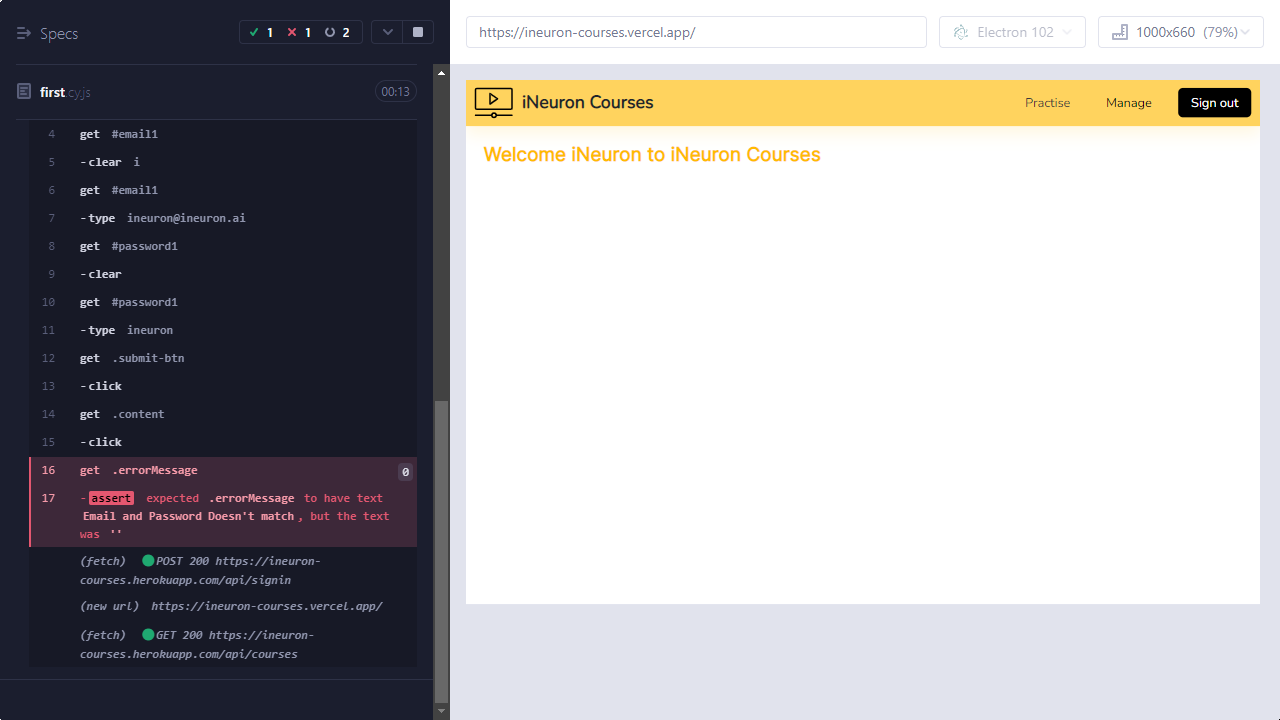 Specs
1 1 2
first.cy.js
00:13
4 get #email1
5 -clear i
6 get #email1
7 -type ineuron@ineuron.ai
8 get #password1
9 -clear
10 get #password1
11 -type ineuron
12 get .submit-btn
13 -click
14 get .content
15 -click
16 get .errorMessage 0
17 -assert expected .errorMessage to have text
Email and Password Doesn't match, but the text
was ''
(fetch) POST 200 https://ineuron-
courses.herokuapp.com/api/signin
(new url) https://ineuron-courses.vercel.app/
(fetch) GET 200 https://ineuron-
courses.herokuapp.com/api/courses
https://ineuron-courses.vercel.app/
Electron 102
1000x660 (79%)
iNeuron Courses
Practise
Manage
Sign out
Welcome iNeuron to iNeuron Courses